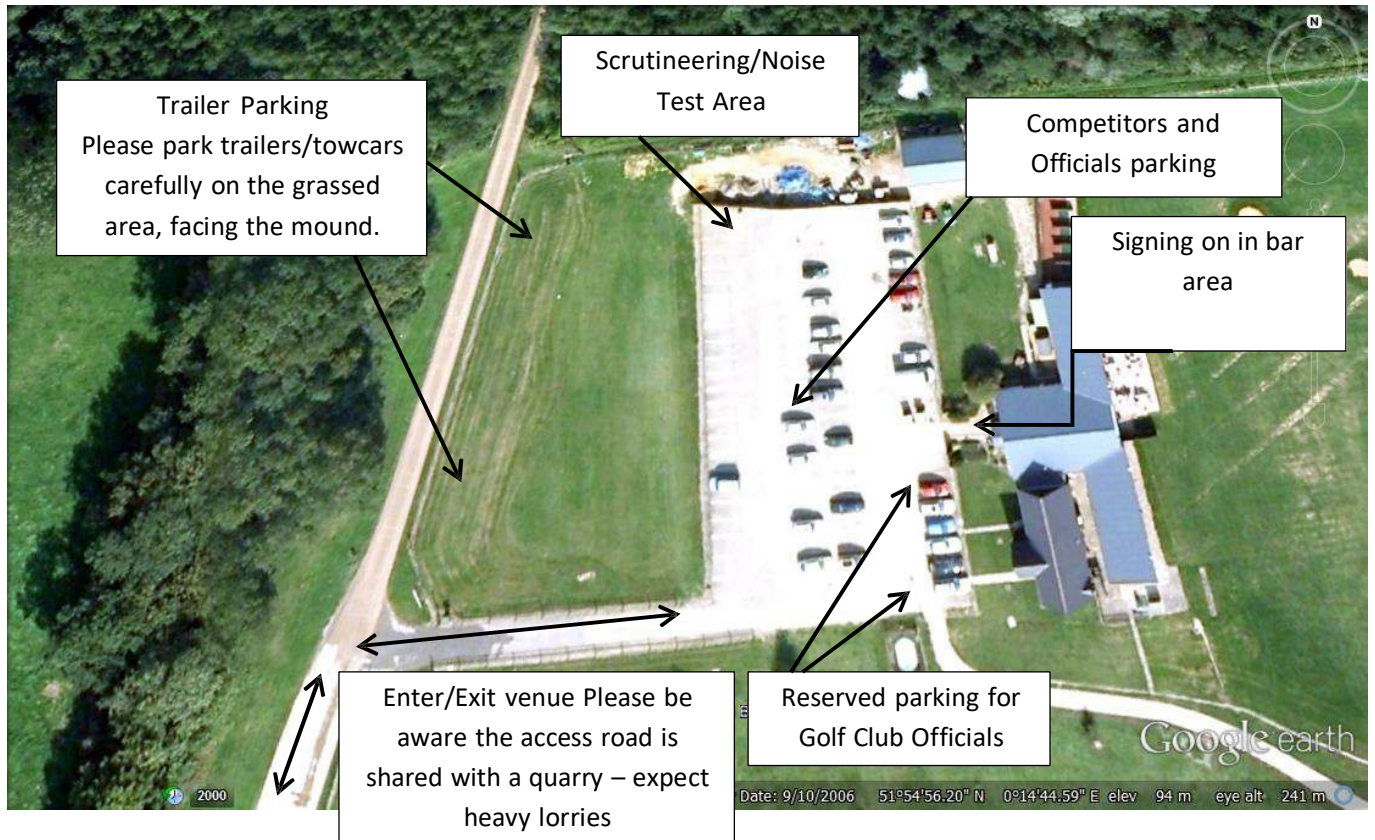 N
Scrutineering/Noise
Test Area
Trailer Parking
Please park trailers/towcars
carefully on the grassed
area, facing the mound.
Competitors and
Officials parking
Signing on in bar
area
Enter/Exit venue Please be
aware the access road is
shared with a quarry – expect
heavy lorries
Reserved parking for
Golf Club Officials
Google earth
2000
Date: 9/10/2006 51°54'56.20" N 0°14'44.59" E elev 94 m eye alt 241 m